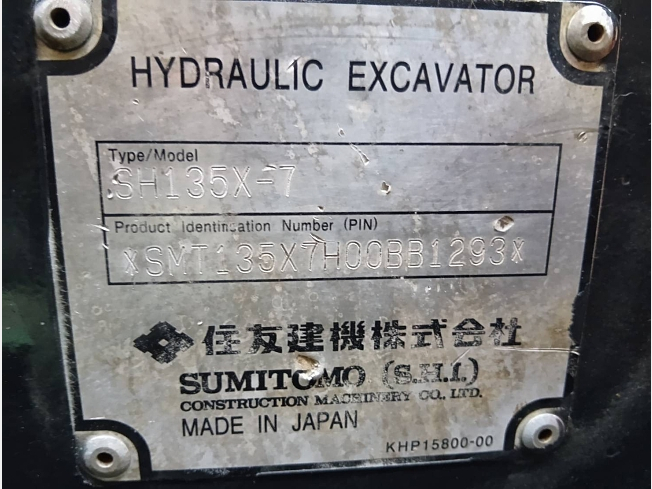 HYDRAULIC EXCAVATOR
Type/Model
SH135X-7
Product Identification Number (PIN)
*SMT135X7H00BB1293*
住友建機株式会社
SUMITOMO (S.H.I.)
CONSTRUCTION MACHINERY CO., LTD.
MADE IN JAPAN
KHP15800-00